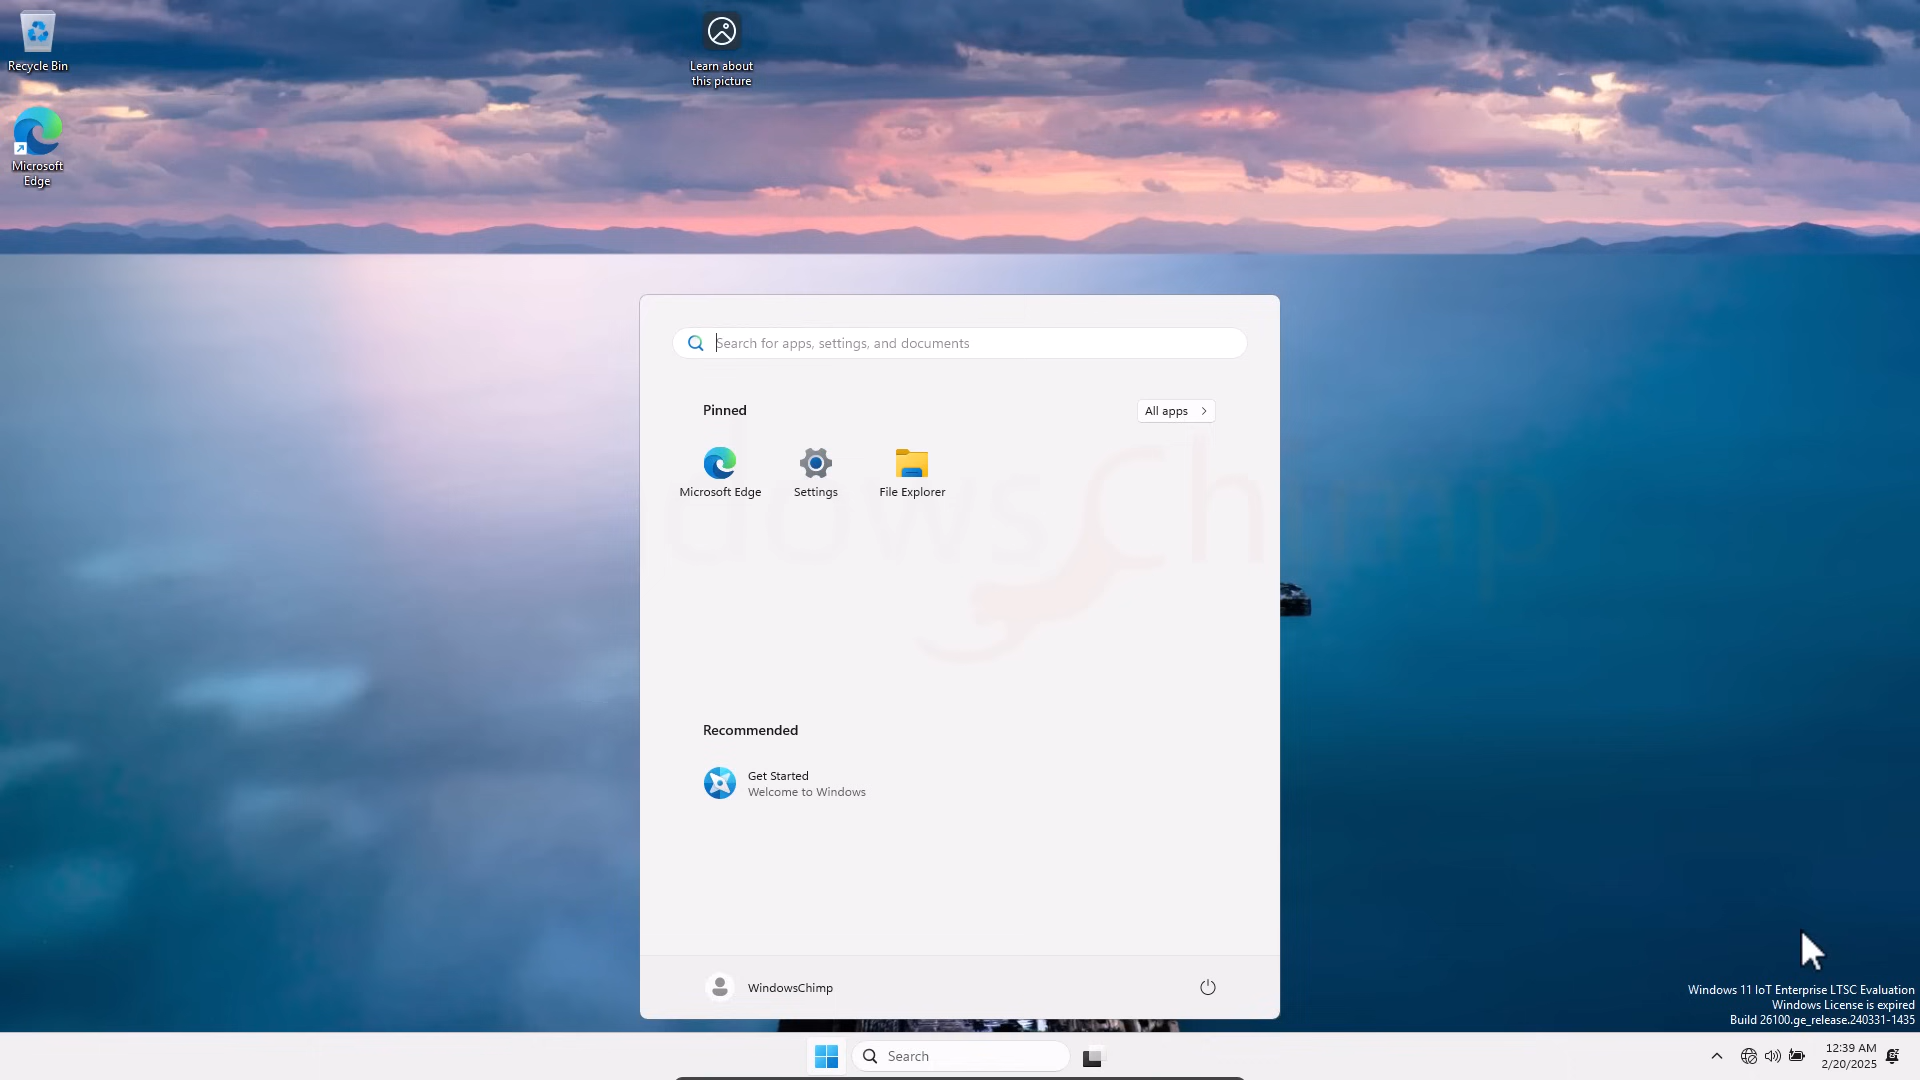 Recycle Bin
Learn about
this picture
Microsoft
Edge
Search for apps, settings, and documents
Pinned
All apps
Microsoft Edge
Settings
File Explorer
dowsChimp
Recommended
Get Started
Welcome to Windows
WindowsChimp
Windows 11 IoT Enterprise LTSC Evaluation
Windows License is expired
Build 26100.ge_release.240331-1435
Search
12:39 AM
2/20/2025